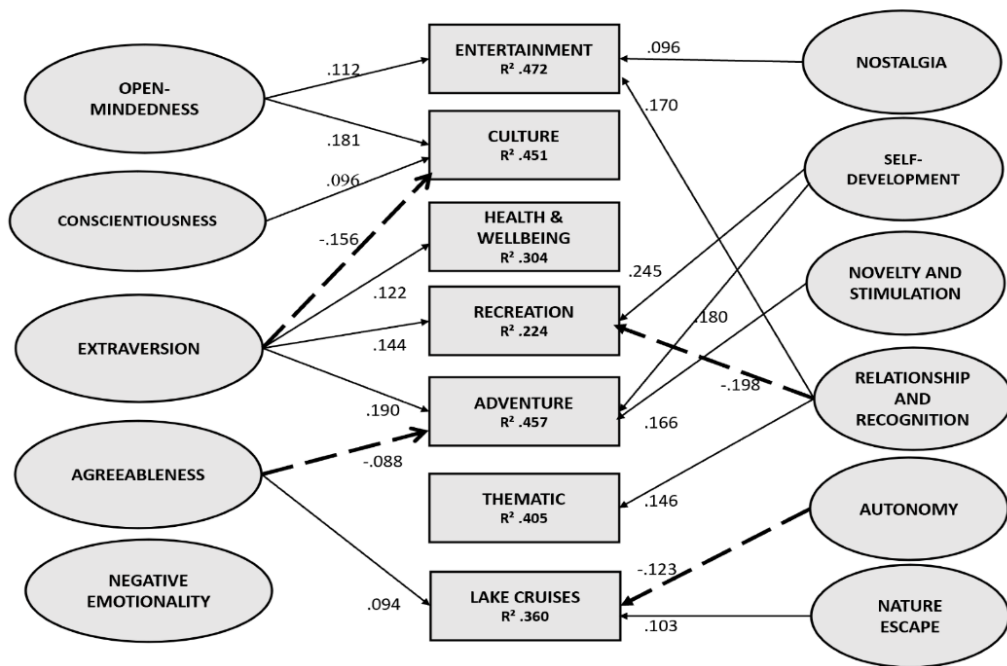 OPEN-
MINDEDNESS
CONSCIENTIOUSNESS
EXTRAVERSION
AGREEABLENESS
NEGATIVE
EMOTIONALITY
.112
.181
.096
-.156
.122
.144
.190
-.088
.094
ENTERTAINMENT
R² .472
CULTURE
R² .451
HEALTH &
WELLBEING
R² .304
RECREATION
R² .224
ADVENTURE
R² .457
THEMATIC
R² .405
LAKE CRUISES
R² .360
.096
.170
.245
.180
-.198
.166
.146
-.123
.103
NOSTALGIA
SELF-
DEVELOPMENT
NOVELTY AND
STIMULATION
RELATIONSHIP
AND
RECOGNITION
AUTONOMY
NATURE
ESCAPE